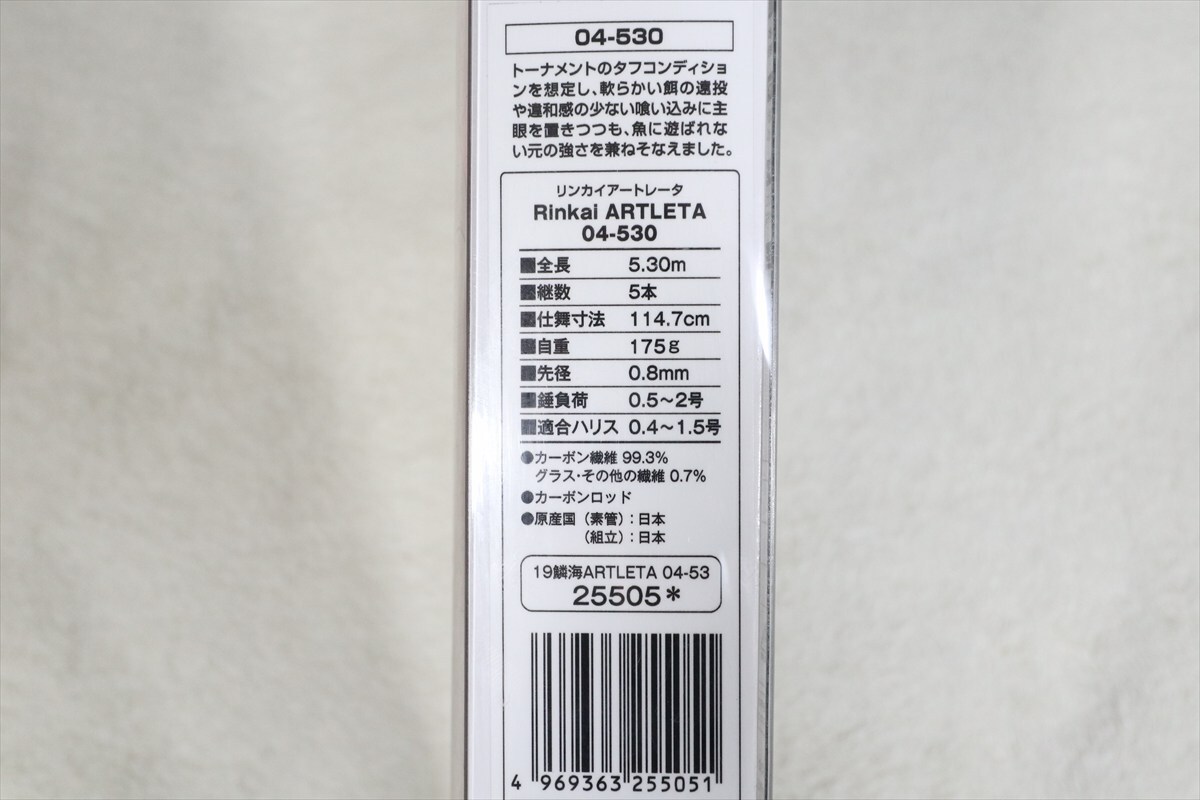 04-530
トーナメントのタフコンディショ
ンを想定し、軟らかい餌の遠投
や違和感の少ない喰い込みに主
眼を置きつつも、魚に遊ばれな
い元の強さを兼ねそなえました。
リンカイアートレータ
Rinkai ARTLETA
04-530
■全長 5.30m
■継数 5本
■仕舞寸法 114.7cm
■自重 175g
■先径 0.8mm
■錘負荷 0.5～2号
■適合ハリス 0.4～1.5号
●カーボン繊維 99.3%
グラス・その他の繊維 0.7%
●カーボンロッド
●原産国（素管）：日本
（組立）：日本
19鱗海ARTLETA 04-53
25505*
4 969363 255051